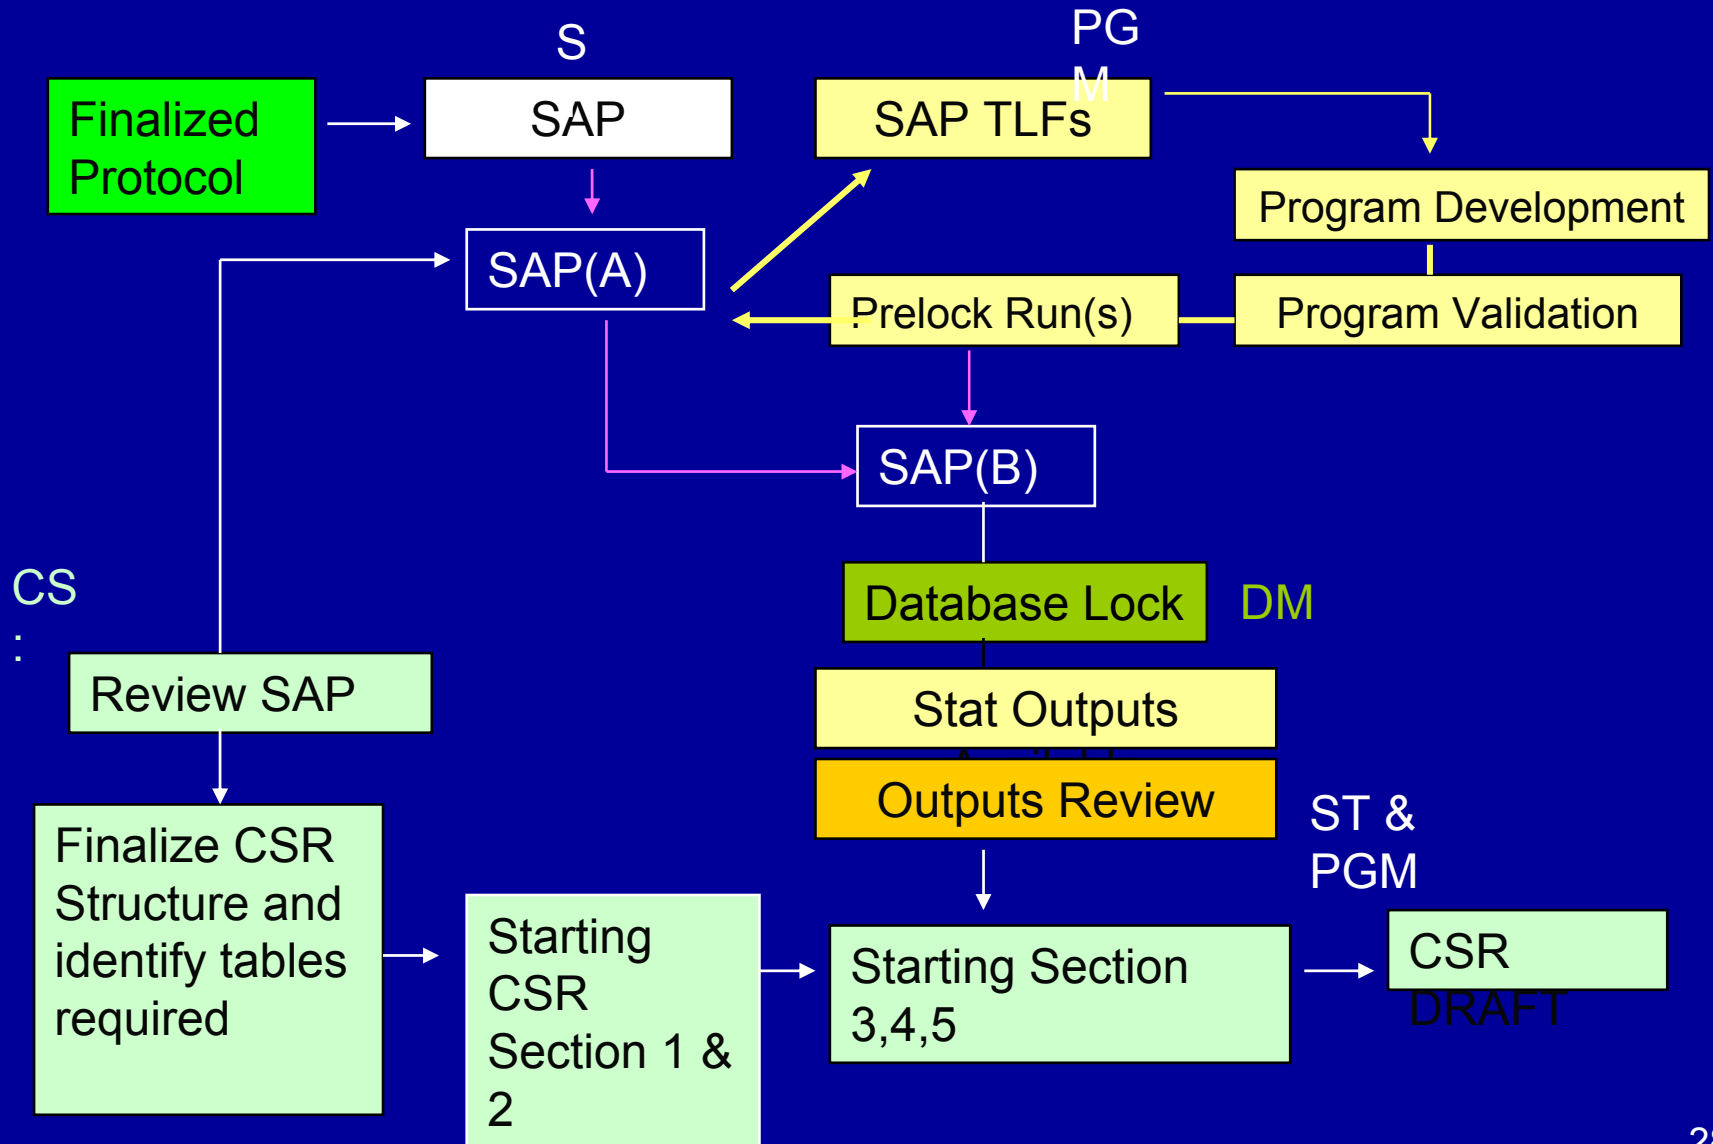 S
PG
M
Finalized
Protocol
SAP
SAP TLFs
Program Development
SAP(A)
Prelock Run(s)
Program Validation
SAP(B)
CS
:
Database Lock
DM
Review SAP
Stat Outputs
Outputs Review
ST &
PGM
Finalize CSR
Structure and
identify tables
required
Starting
CSR
Section 1 &
2
Starting Section
3,4,5
CSR
DRAFT